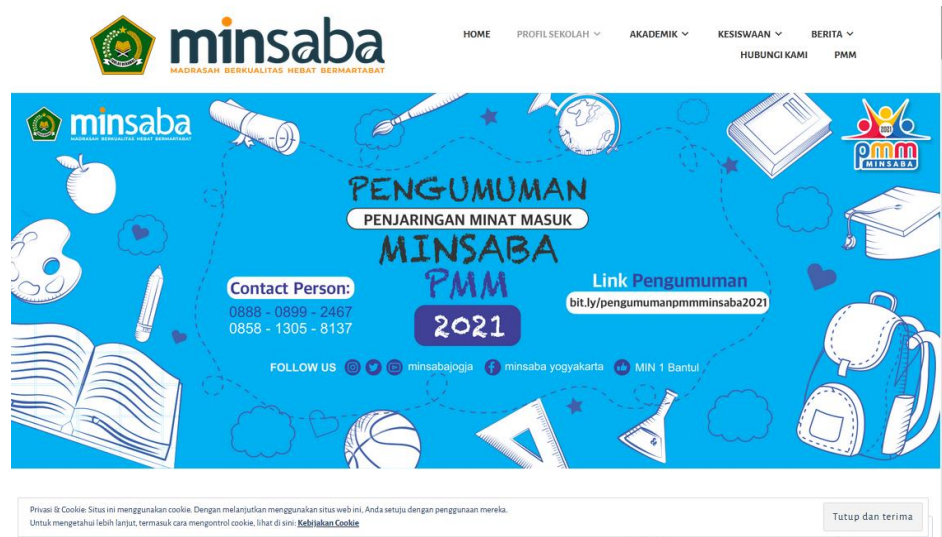 minsaba
MADRASAH BERKUALITAS HEBAT BERMARTABAT
HOME PROFIL SEKOLAH AKADEMIK KESISWAAN BERITA
HUBUNGI KAMI PMM
minsaba
MADRASAH BERKUALITAS HEBAT BERMARTABAT
2021
pmm
MINSABA
PENGUMUMAN
PENJARINGAN MINAT MASUK
MINSABA
PMM
2021
Contact Person:
0888 - 0899 - 2467
0858 - 1305 - 8137
Link Pengumuman
bit.ly/pengumumanpmmminsaba2021
FOLLOW US minsabajogja minsaba yogyakarta MIN 1 Bantul
Privasi & Cookie: Situs ini menggunakan cookie. Dengan melanjutkan menggunakan situs web ini, Anda setuju dengan penggunaan mereka.
Untuk mengetahui lebih lanjut, termasuk cara mengontrol cookie, lihat di sini: Kebijakan Cookie
Tutup dan terima